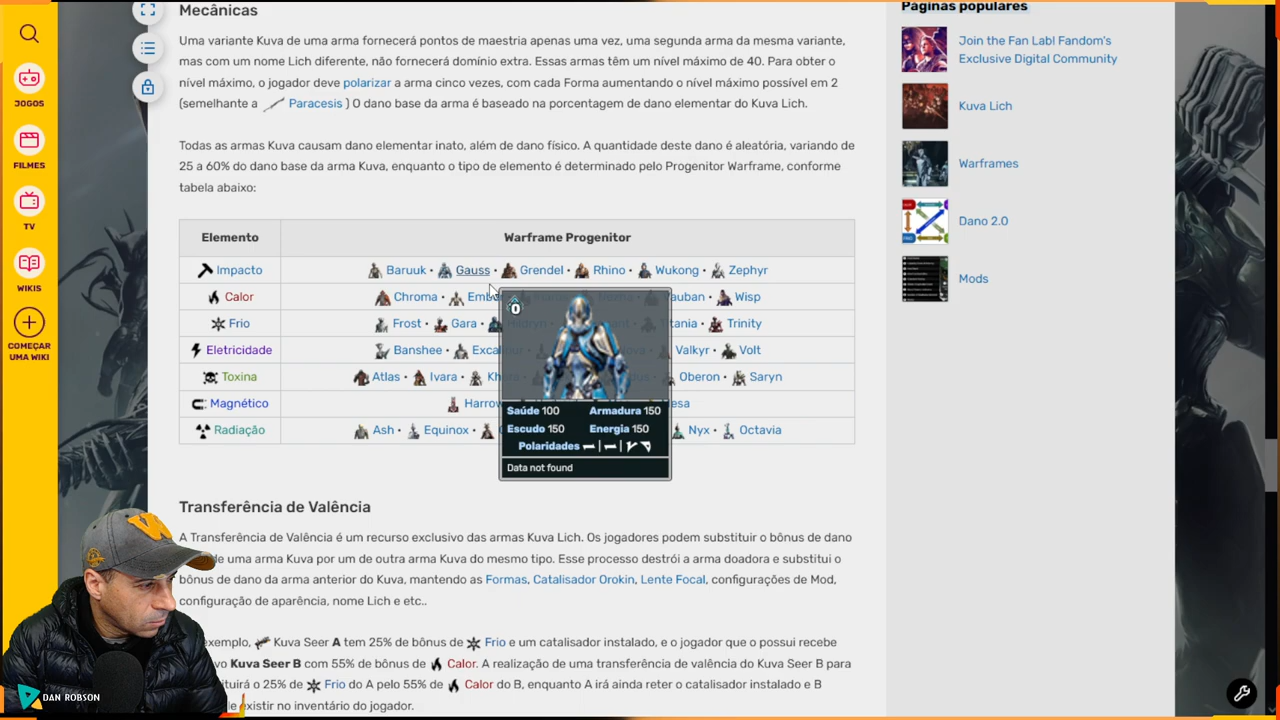 Mecânicas
Uma variante Kuva de uma arma fornecerá pontos de maestria apenas uma vez, uma segunda arma da mesma variante,
mas com um nome Lich diferente, não fornecerá domínio extra. Essas armas têm um nível máximo de 40. Para obter o
nível máximo, o jogador deve polarizar a arma cinco vezes, com cada Forma aumentando o nível máximo possível em 2
(semelhante a Paracesis ) O dano base da arma é baseado na porcentagem de dano elementar do Kuva Lich.
Todas as armas Kuva causam dano elementar inato, além de dano físico. A quantidade deste dano é aleatória, variando de
25 a 60% do dano base da arma Kuva, enquanto o tipo de elemento é determinado pelo Progenitor Warframe, conforme
tabela abaixo:
Elemento Warframe Progenitor
Impacto Baruuk • Gauss • Grendel • Rhino • Wukong • Zephyr
Calor Chroma • Emb auban • Wisp
Frio Frost • Gara • Titania • Trinity
Eletricidade Banshee • Excalibur Nova Valkyr • Volt
Toxina Atlas • Ivara • Kh Oberon • Saryn
Magnético Harrow esa
Radiação Ash • Equinox • Nyx • Octavia
0
Saúde 100 Armadura 150
Escudo 150 Energia 150
Polaridades
Data not found
Transferência de Valência
A Transferência de Valência é um recurso exclusivo das armas Kuva Lich. Os jogadores podem substituir o bônus de dano
de uma arma Kuva por um de outra arma Kuva do mesmo tipo. Esse processo destrói a arma doadora e substitui o
bônus de dano da arma anterior do Kuva, mantendo as Formas, Catalisador Orokin, Lente Focal, configurações de Mod,
configuração de aparência, nome Lich e etc..
exemplo, Kuva Seer A tem 25% de bônus de Frio e um catalisador instalado, e o jogador que o possui recebe
vo Kuva Seer B com 55% de bônus de Calor. A realização de uma transferência de valência do Kuva Seer B para
tituirá o 25% de Frio do A pelo 55% de Calor do B, enquanto A irá ainda reter o catalisador instalado e B
de existir no inventário do jogador.
Páginas populares
Join the Fan Lab! Fandom's
Exclusive Digital Community
Kuva Lich
Warframes
Dano 2.0
Mods
JOGOS
FILMES
TV
WIKIS
COMEÇAR
UMA WIKI
DAN ROBSON